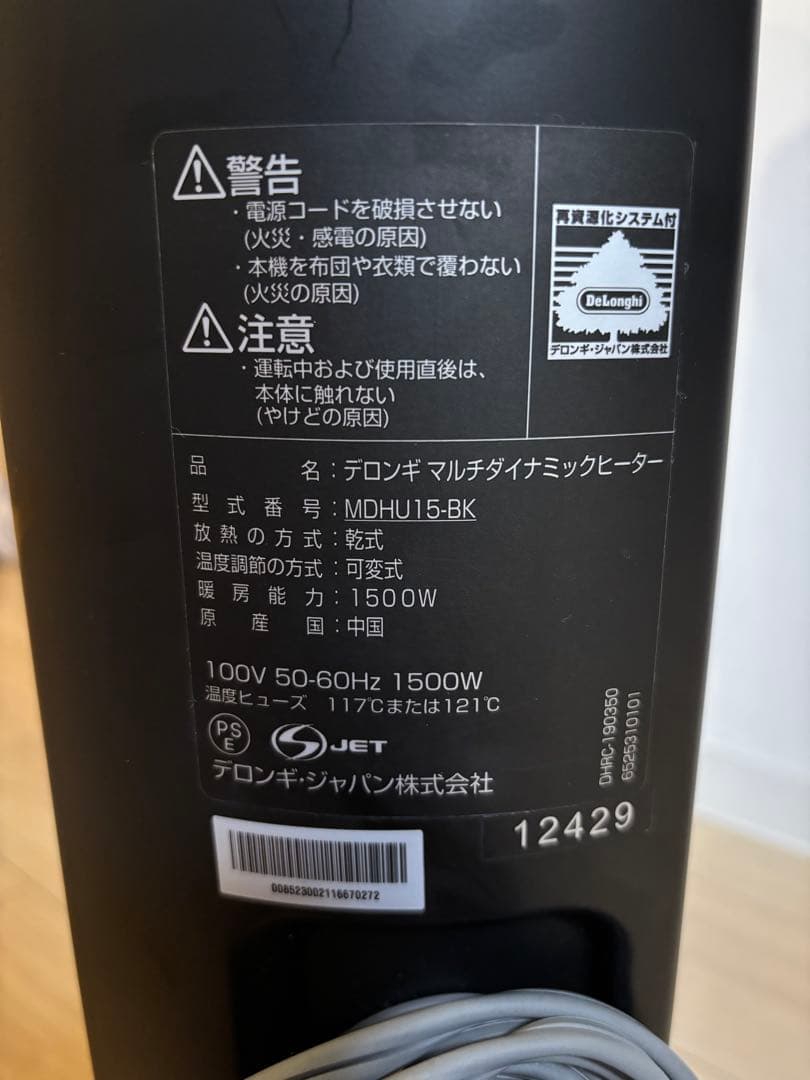 警告
・電源コードを破損させない
(火災・感電の原因)
・本機を布団や衣類で覆わない
(火災の原因)
注意
・運転中および使用直後は、
本体に触れない
(やけどの原因)
再資源化システム付
DeLonghi
デロンギ・ジャパン株式会社
品名：デロンギ マルチダイナミックヒーター
型式番号：MDHU15-BK
放熱の方式：乾式
温度調節の方式：可変式
暖房能力：1500W
原産国：中国
100V 50-60Hz 1500W
温度ヒューズ 117℃または121℃
PS
E
JET
デロンギ・ジャパン株式会社
DHRC-190350
6525310101
12429
008523002116670272